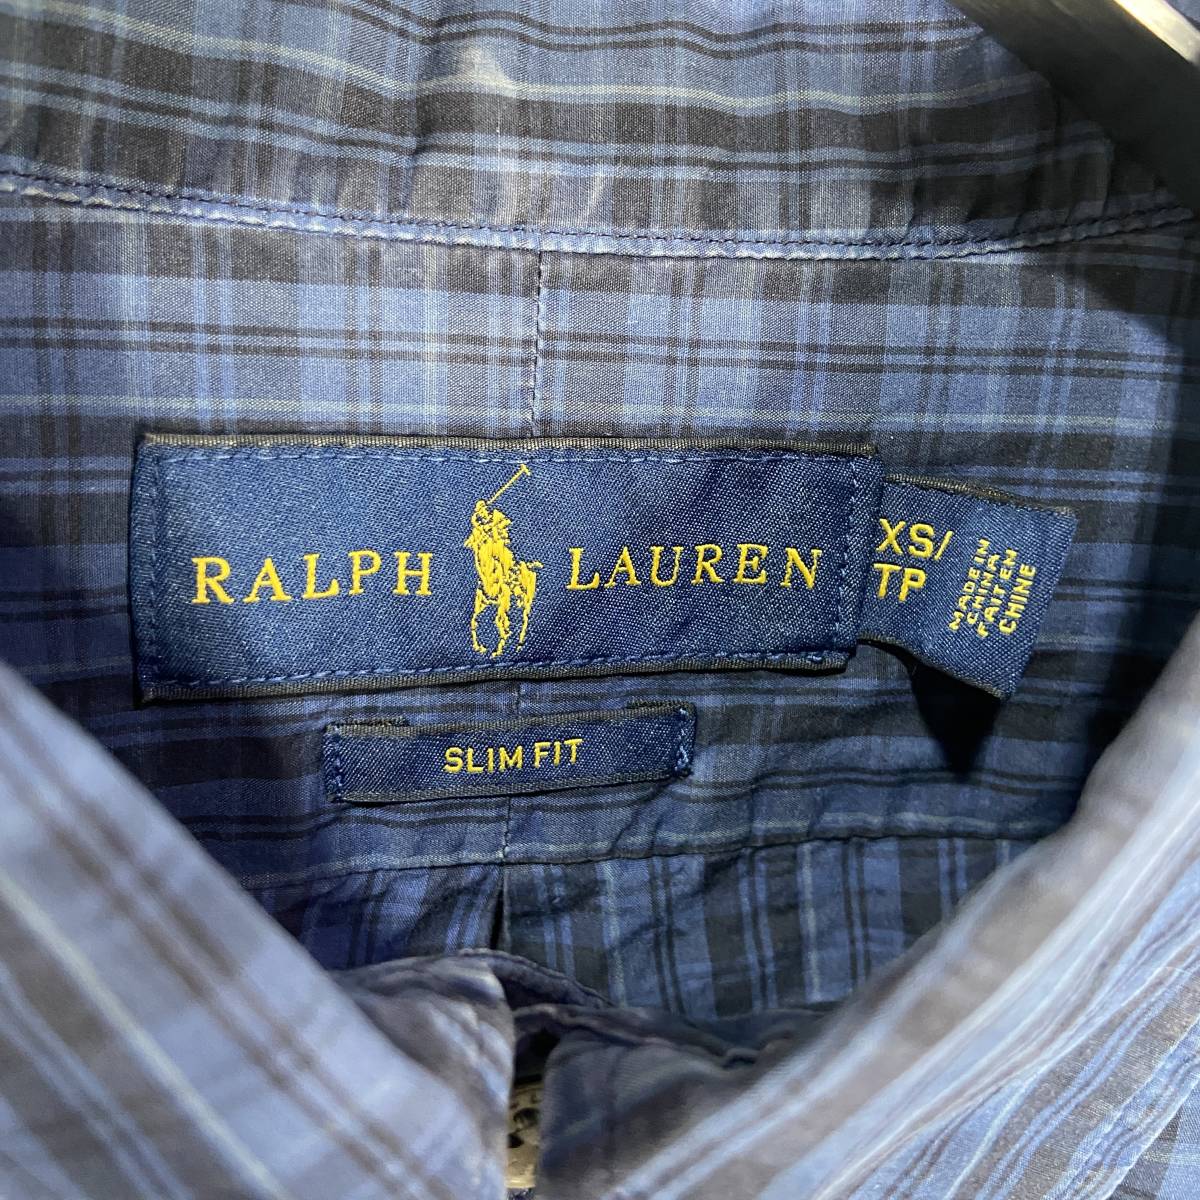 RALPH LAUREN
XS/
TP
MADE IN
CHINA
FAIT EN
CHINE
SLIM FIT